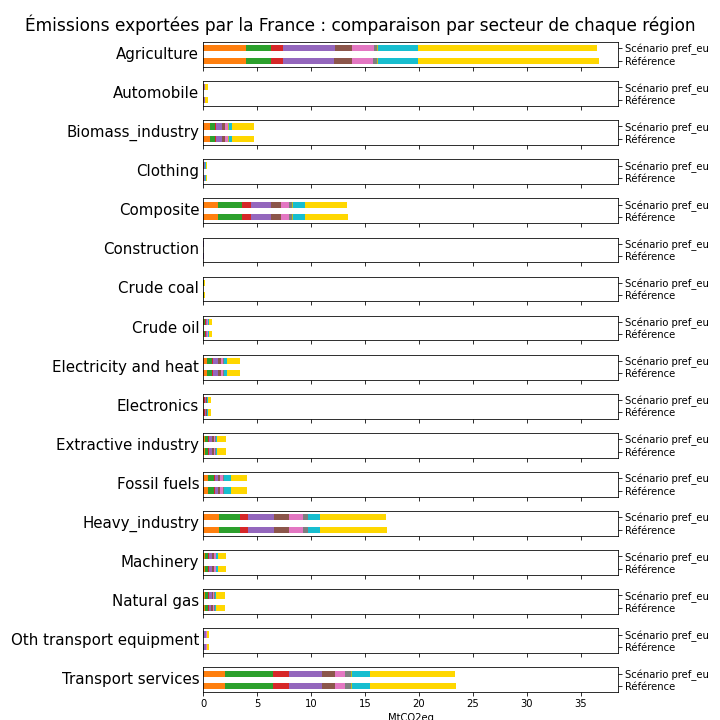 Émissions exportées par la France : comparaison par secteur de chaque région
Agriculture
Scénario pref_eu
Référence
Automobile
Scénario pref_eu
Référence
Biomass_industry
Scénario pref_eu
Référence
Clothing
Scénario pref_eu
Référence
Composite
Scénario pref_eu
Référence
Construction
Scénario pref_eu
Référence
Crude coal
Scénario pref_eu
Référence
Crude oil
Scénario pref_eu
Référence
Electricity and heat
Scénario pref_eu
Référence
Electronics
Scénario pref_eu
Référence
Extractive industry
Scénario pref_eu
Référence
Fossil fuels
Scénario pref_eu
Référence
Heavy_industry
Scénario pref_eu
Référence
Machinery
Scénario pref_eu
Référence
Natural gas
Scénario pref_eu
Référence
Oth transport equipment
Scénario pref_eu
Référence
Transport services
Scénario pref_eu
Référence
0 5 10 15 20 25 30 35
MtCO2eq